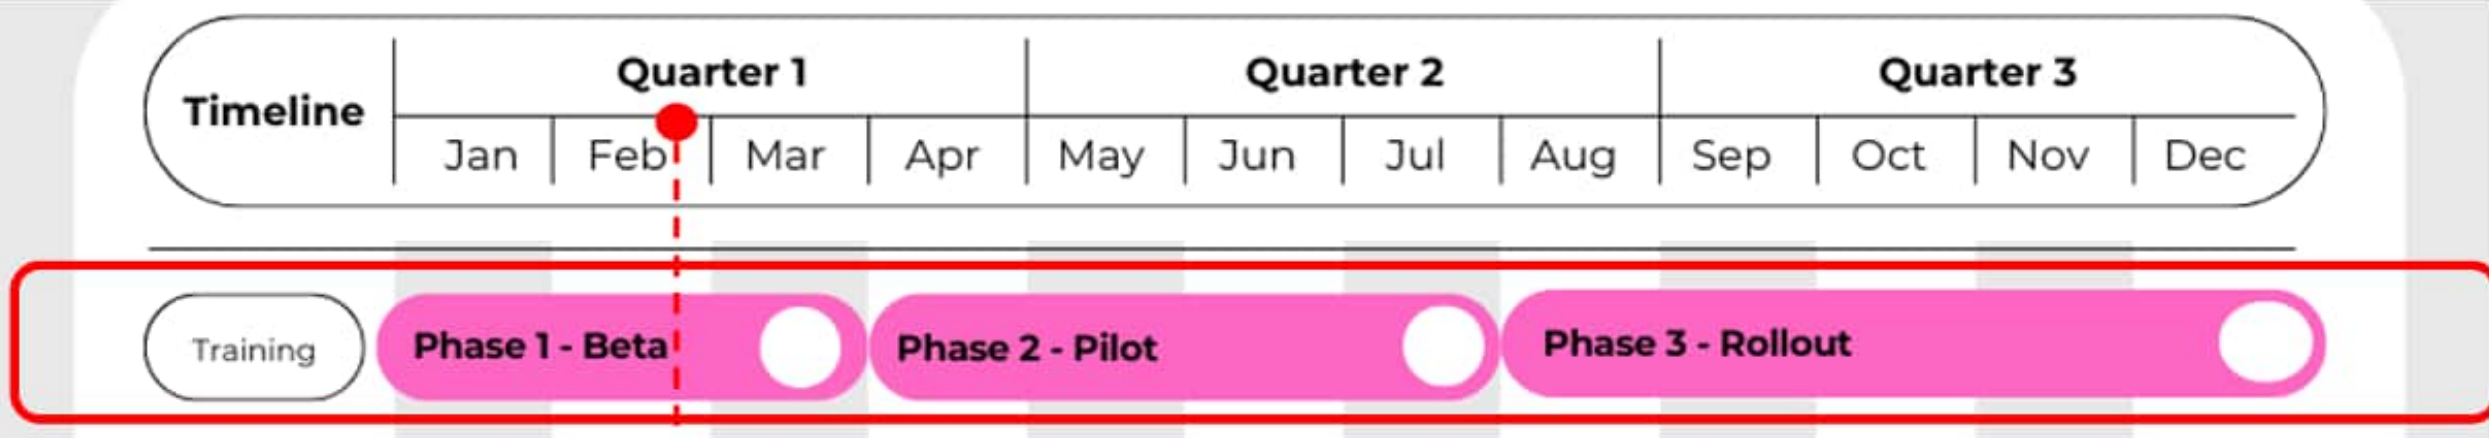 Timeline
Quarter 1 Quarter 2 Quarter 3
Jan Feb Mar Apr May Jun Jul Aug Sep Oct Nov Dec
Training Phase 1 - Beta Phase 2 - Pilot Phase 3 - Rollout